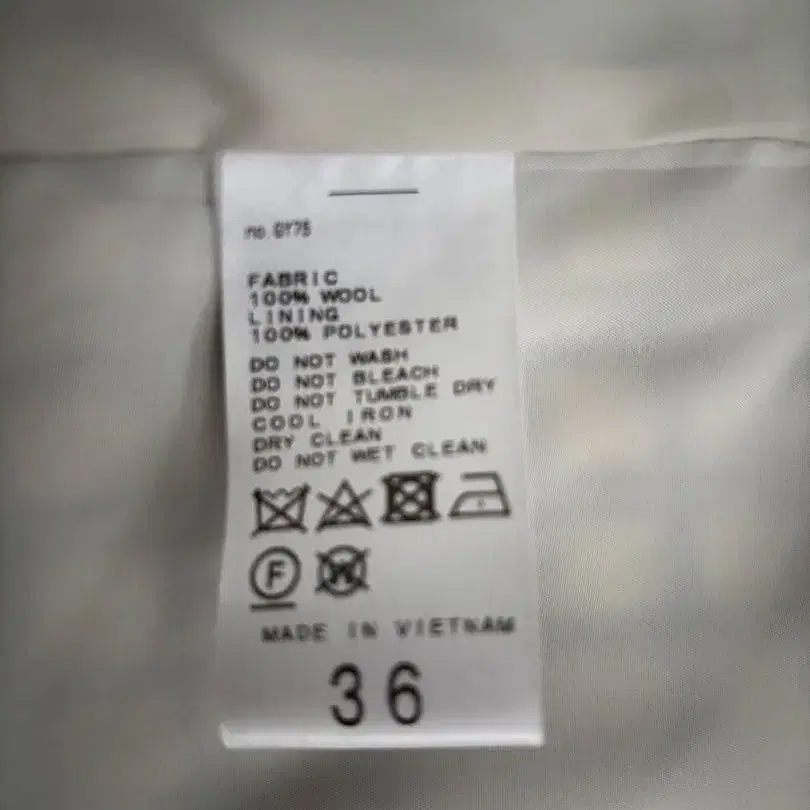 no. GY75
FABRIC
100% WOOL
LINING
100% POLYESTER
DO NOT WASH
DO NOT BLEACH
DO NOT TUMBLE DRY
COOL IRON
DRY CLEAN
DO NOT WET CLEAN
F W
MADE IN VIETNAM
36